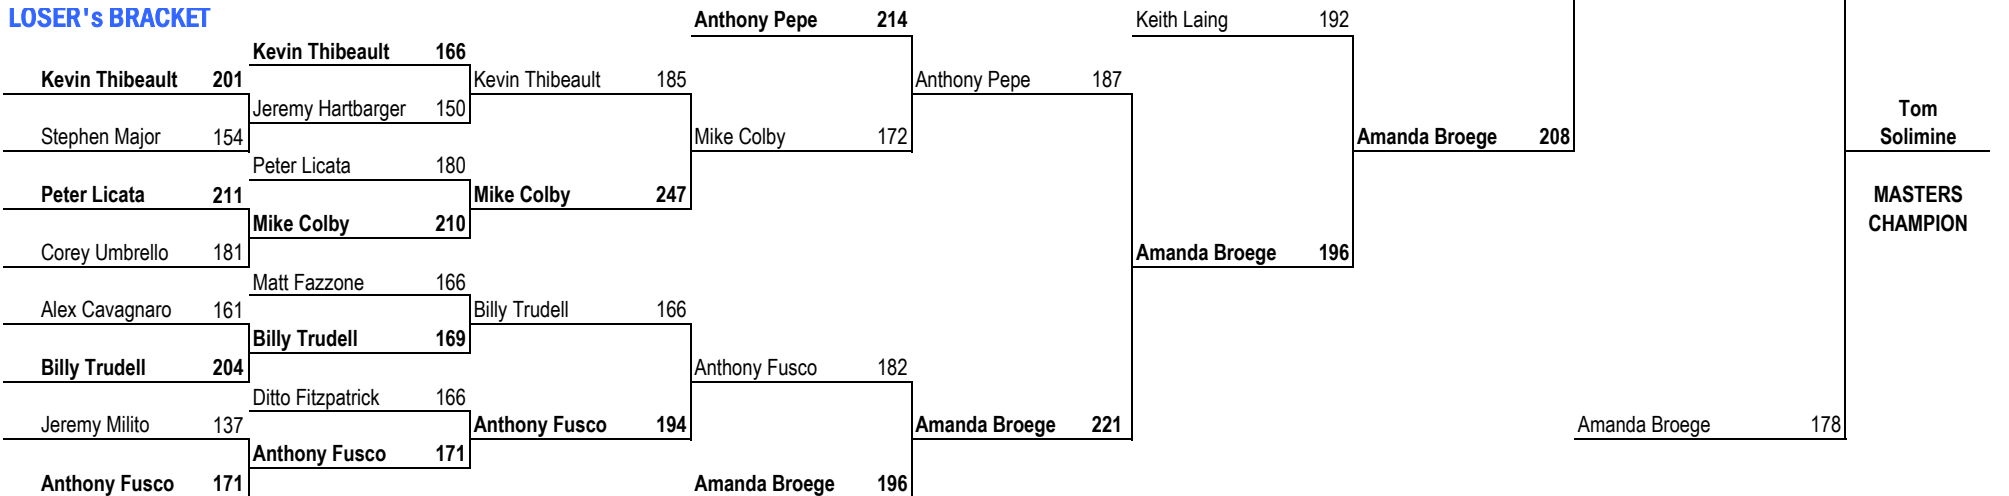 LOSER's BRACKET
Anthony Pepe 214
Keith Laing 192
Kevin Thibeault 166
Kevin Thibeault 201
Kevin Thibeault 185
Anthony Pepe 187
Jeremy Hartbarger 150
Tom
Stephen Major 154
Mike Colby 172
Amanda Broege 208
Solimine
Peter Licata 180
Peter Licata 211
Mike Colby 247
MASTERS
Mike Colby 210
CHAMPION
Corey Umbrello 181
Amanda Broege 196
Matt Fazzone 166
Alex Cavagnaro 161
Billy Trudell 166
Billy Trudell 169
Billy Trudell 204
Anthony Fusco 182
Ditto Fitzpatrick 166
Jeremy Milito 137
Anthony Fusco 194
Amanda Broege 221
Amanda Broege 178
Anthony Fusco 171
Anthony Fusco 171
Amanda Broege 196